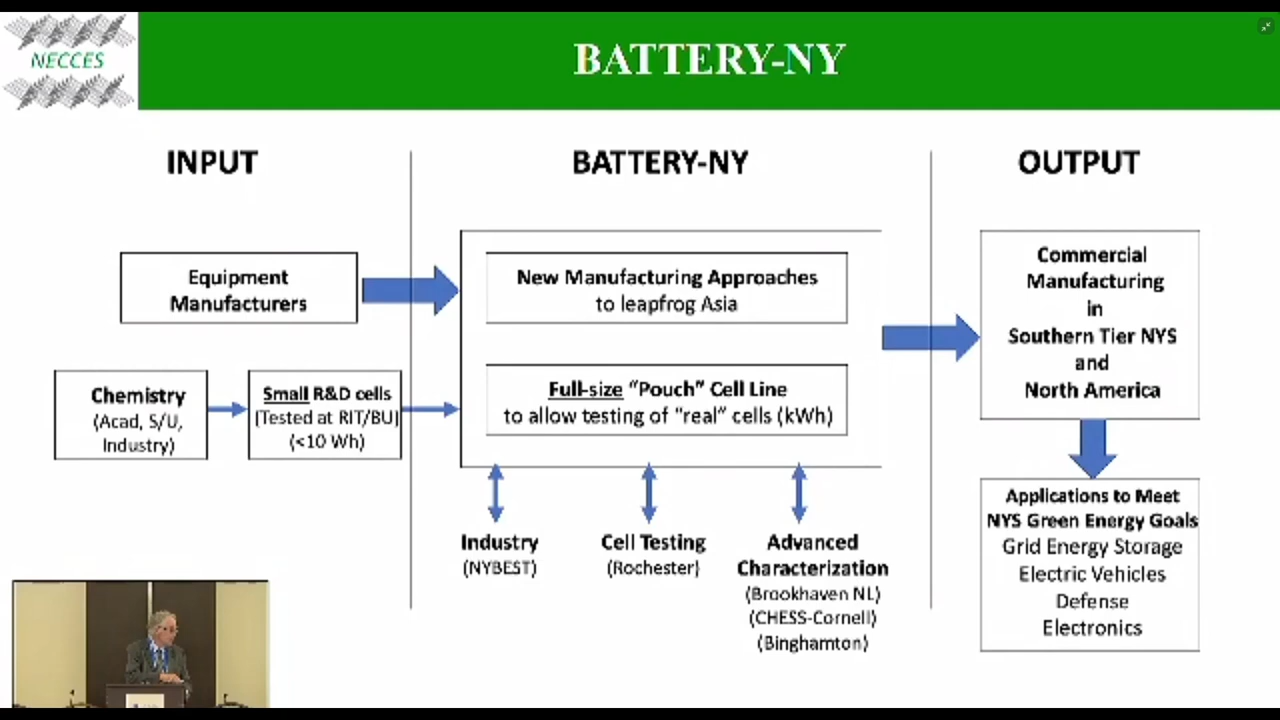 NECCES
BATTERY-NY
INPUT
BATTERY-NY
OUTPUT
Equipment
Manufacturers
Chemistry
(Acad, S/U,
Industry)
Small R&D cells
(Tested at RIT/BU)
(<10 Wh)
New Manufacturing Approaches
to leapfrog Asia
Full-size “Pouch” Cell Line
to allow testing of “real” cells (kWh)
Industry
(NYBEST)
Cell Testing
(Rochester)
Advanced
Characterization
(Brookhaven NL)
(CHESS-Cornell)
(Binghamton)
Commercial
Manufacturing
in
Southern Tier NYS
and
North America
Applications to Meet
NYS Green Energy Goals
Grid Energy Storage
Electric Vehicles
Defense
Electronics